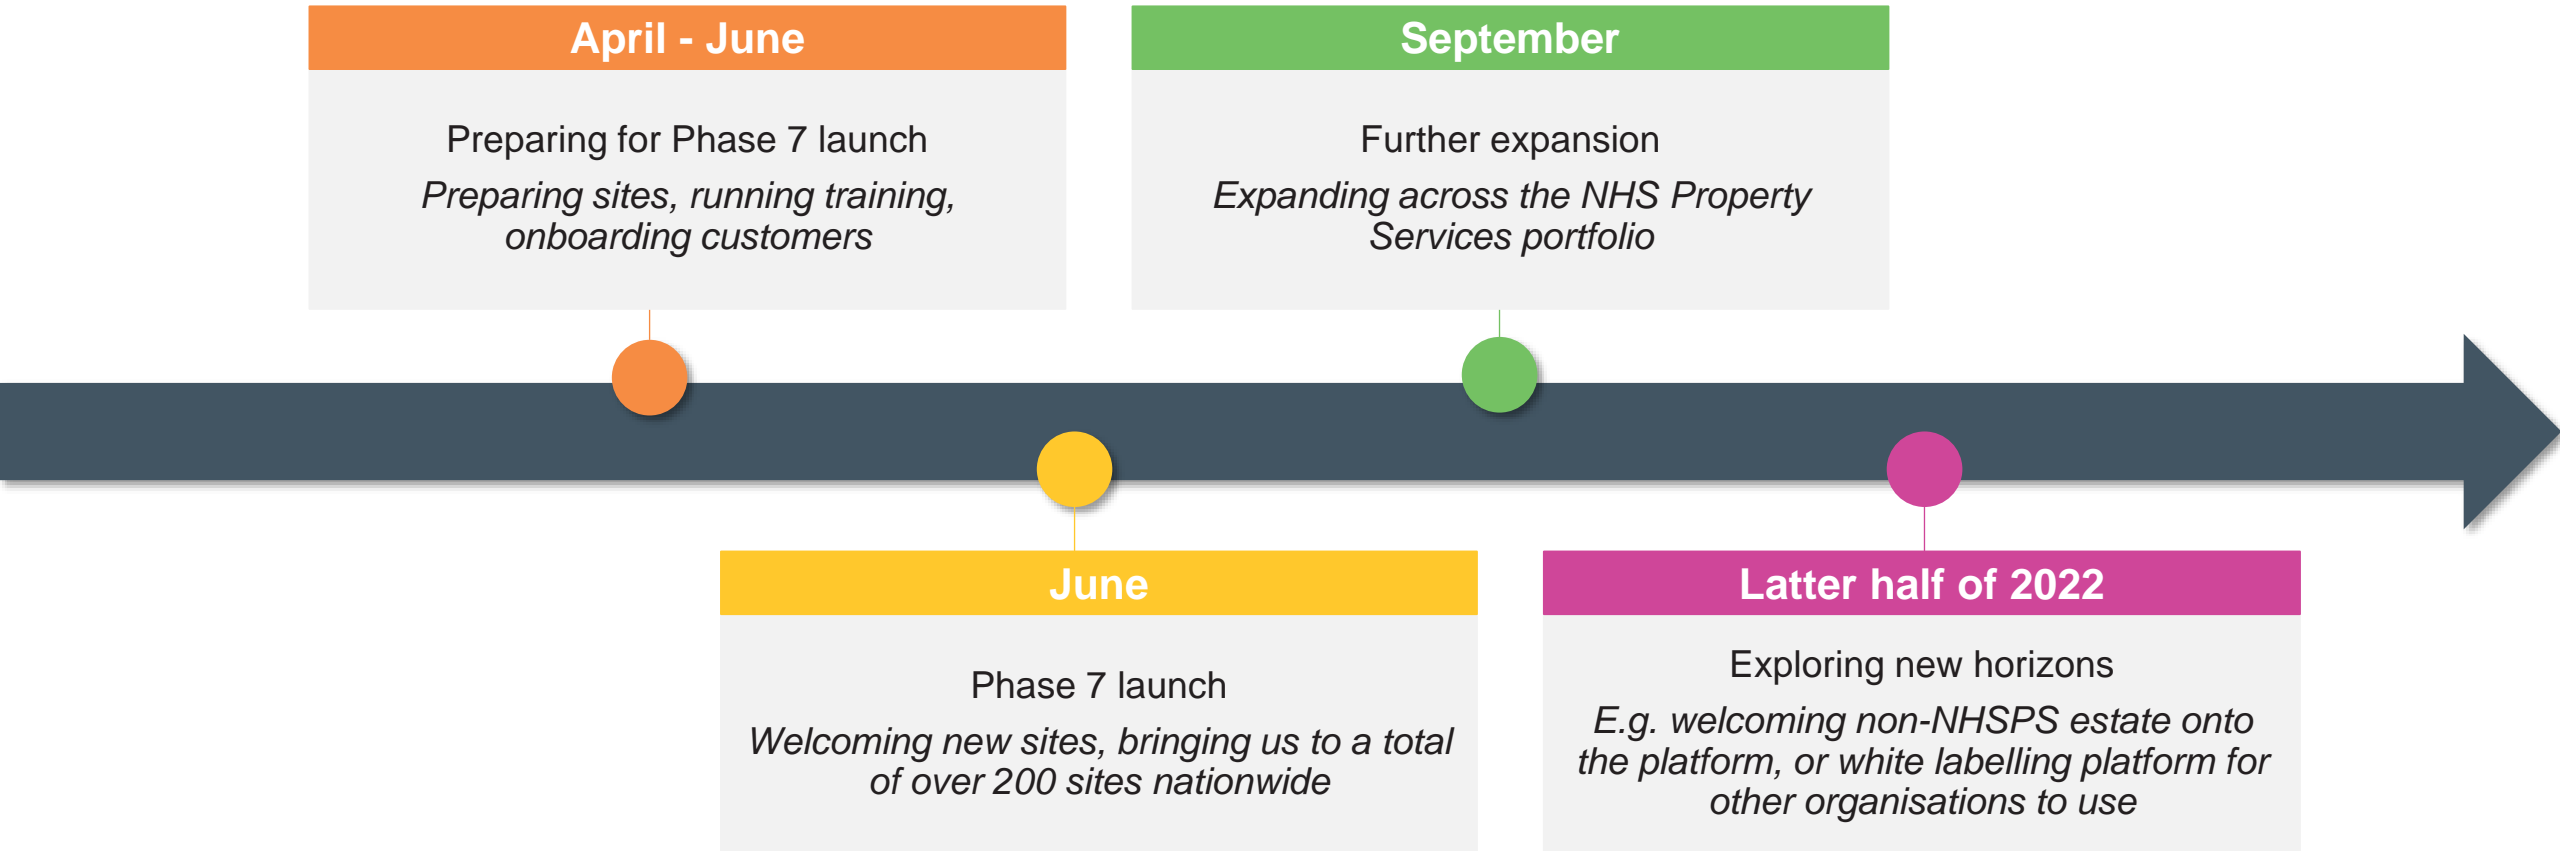 April - June
Preparing for Phase 7 launch
Preparing sites, running training,
onboarding customers
September
Further expansion
Expanding across the NHS Property
Services portfolio
June
Phase 7 launch
Welcoming new sites, bringing us to a total
of over 200 sites nationwide
Latter half of 2022
Exploring new horizons
E.g. welcoming non-NHSPS estate onto
the platform, or white labelling platform for
other organisations to use